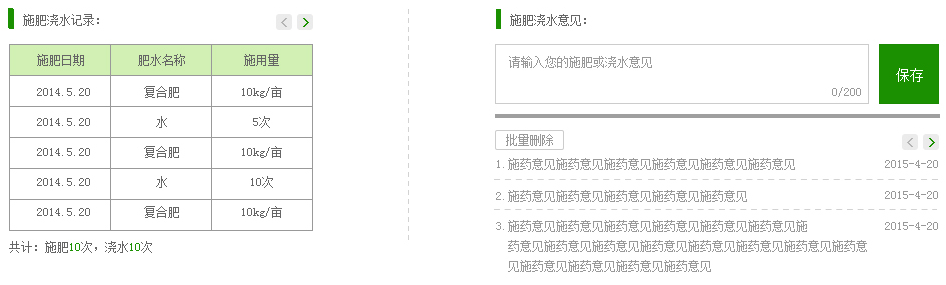 施肥浇水记录：
施肥日期 肥水名称 施用量
2014.5.20 复合肥 10kg/亩
2014.5.20 水 5次
2014.5.20 复合肥 10kg/亩
2014.5.20 水 10次
2014.5.20 复合肥 10kg/亩
共计：施肥10次，浇水10次
施肥浇水意见：
请输入您的施肥或浇水意见
0/200
保存
批量删除
1. 施药意见施药意见施药意见施药意见施药意见施药意见 2015-4-20
2. 施药意见施药意见施药意见施药意见施药意见 2015-4-20
3. 施药意见施药意见施药意见施药意见施药意见施药意见施 2015-4-20
药意见施药意见施药意见施药意见施药意见施药意见施药意见施药意
见施药意见施药意见施药意见施药意见